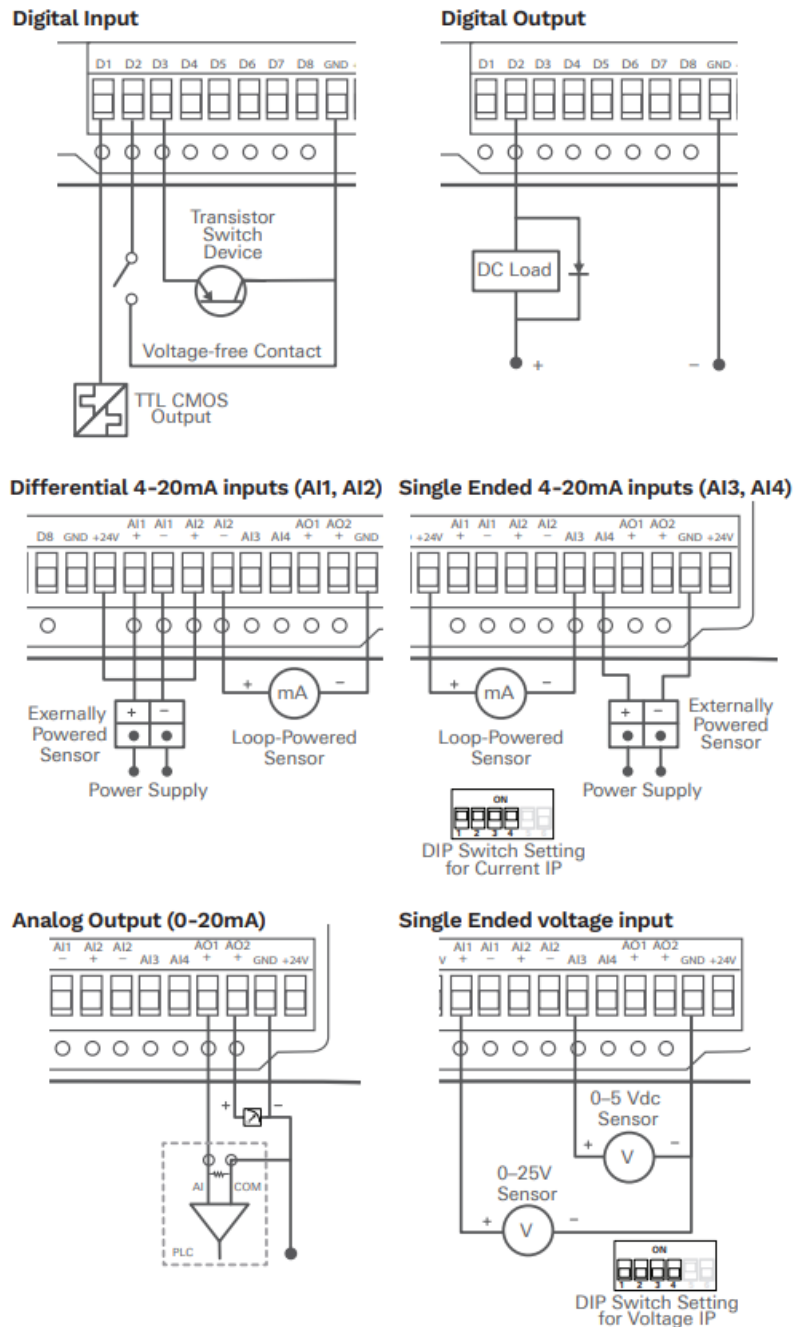 Digital Input
Digital Output
D1 D2 D3 D4 D5 D6 D7 D8 GND
D1 D2 D3 D4 D5 D6 D7 D8 GND
Transistor
Switch
Device
DC Load
Voltage-free Contact
+ –
TTL CMOS
Output
Differential 4-20mA inputs (AI1, AI2)
Single Ended 4-20mA inputs (AI3, AI4)
AI1 AI1 AI2 AI2 AO1 AO2
D8 GND +24V + – + – AI3 AI4 + + GND
AI1 AI1 AI2 AI2 AO1 AO2
+24V + – + – AI3 AI4 + + GND +24V
+ –
mA
+ –
Exernally
Powered
Sensor
Loop-Powered
Sensor
Power Supply
+ –
mA
+ –
Loop-Powered
Sensor
Externally
Powered
Sensor
Power Supply
ON
1 2 3 4
DIP Switch Setting
for Current IP
Analog Output (0-20mA)
Single Ended voltage input
AI1 AI2 AI2 AO1 AO2
– + – AI3 AI4 + + GND +24V
AI1 AI1 AI2 AI2 AO1 AO2
V + – + – AI3 AI4 + + GND +24V
+ –
AI COM
PLC
0–5 Vdc
Sensor
+ –
V
0–25V
Sensor
+ –
V
ON
1 2 3 4
DIP Switch Setting
for Voltage IP